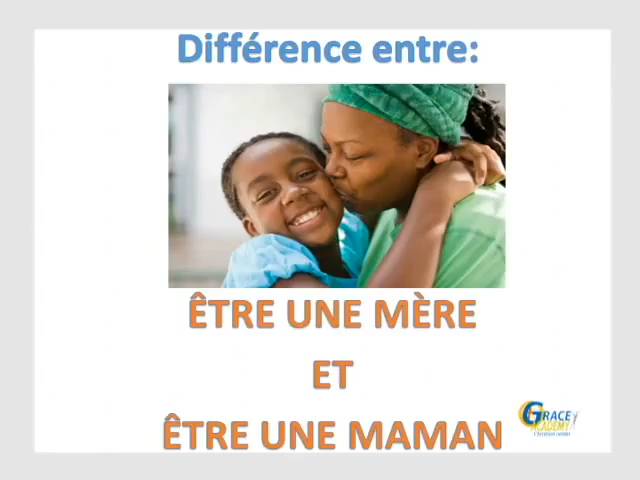 Différence entre:
ÊTRE UNE MÈRE
ET
ÊTRE UNE MAMAN
GRACE
ACADEMY